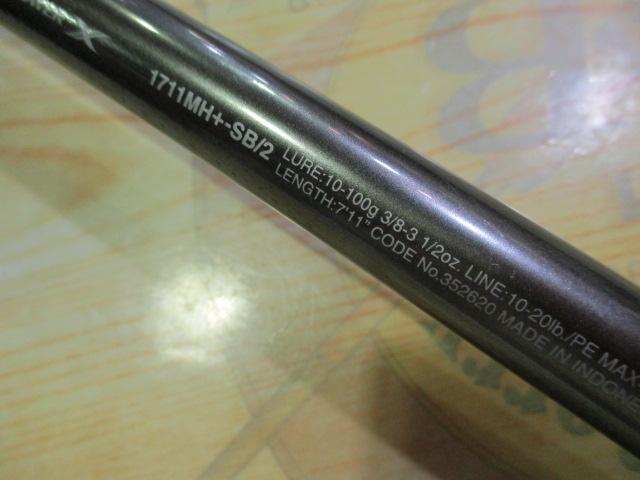 X
1711MH+-SB/2
LURE:10-100g 3/8-3 1/2oz. LINE:10-20lb./PE MAX
LENGTH:7'11" CODE No.352620 MADE IN INDONE